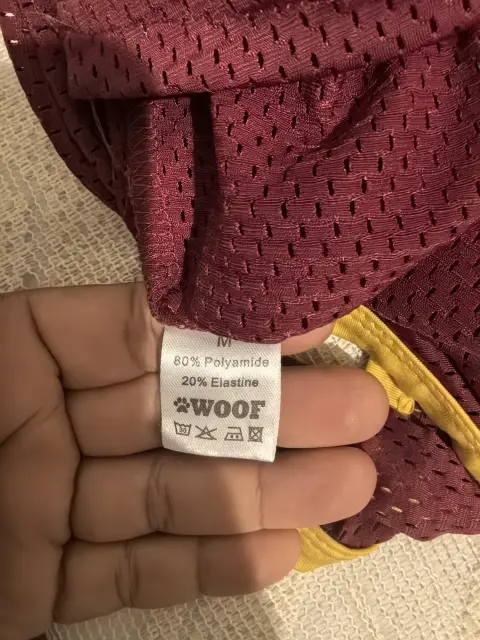 M
80% Polyamide
20% Elastine
WOOF